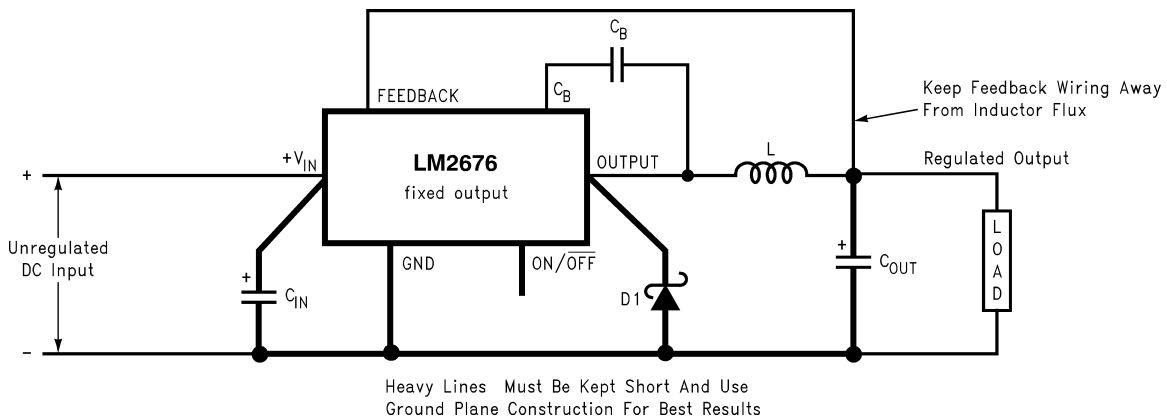 C_B
FEEDBACK
C_B
Keep Feedback Wiring Away
From Inductor Flux
+V_IN
LM2676
fixed output
OUTPUT
L
Regulated Output
+
Unregulated
DC Input
-
+
C_IN
GND
ON/O̅F̅F̅
D1
+
C_OUT
LOAD
Heavy Lines Must Be Kept Short And Use
Ground Plane Construction For Best Results